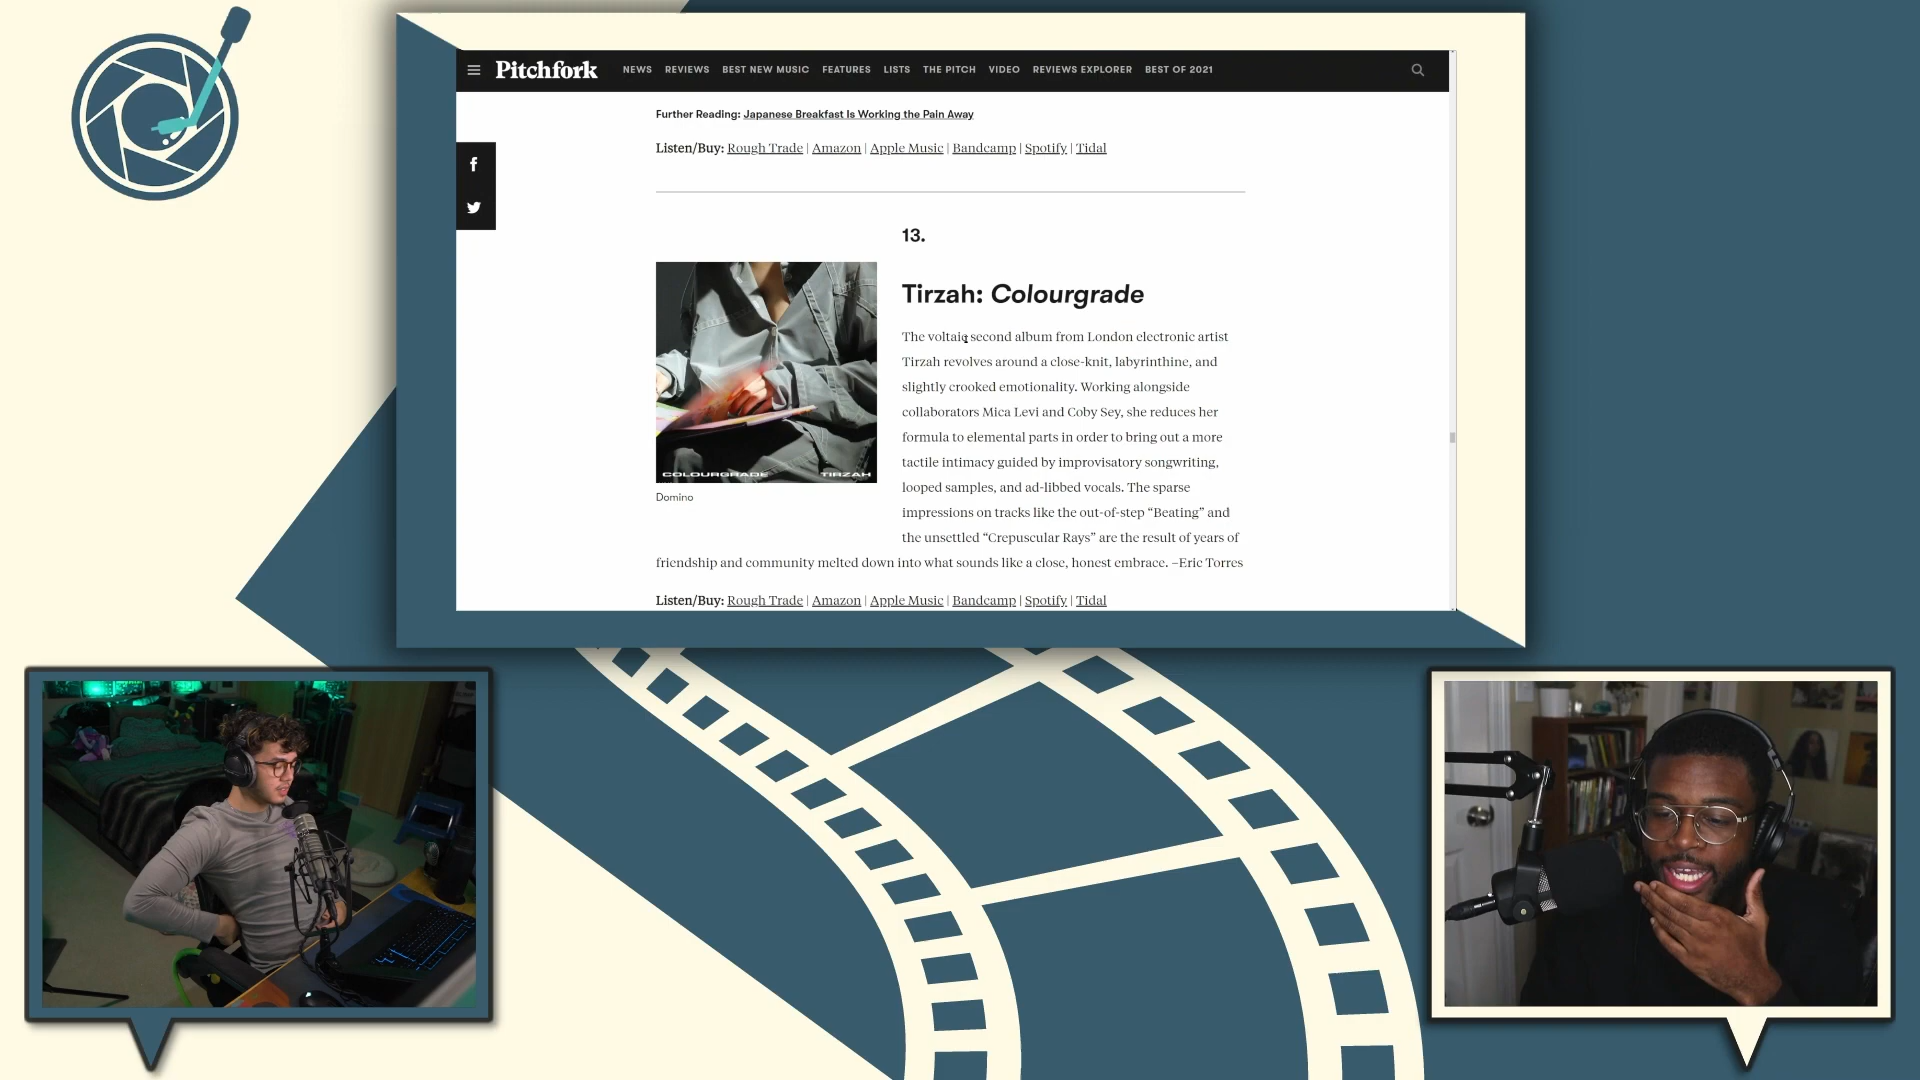 Pitchfork NEWS REVIEWS BEST NEW MUSIC FEATURES LISTS THE PITCH VIDEO REVIEWS EXPLORER BEST OF 2021
Further Reading: Japanese Breakfast Is Working the Pain Away
Listen/Buy: Rough Trade | Amazon | Apple Music | Bandcamp | Spotify | Tidal
13.
Tirzah: Colourgrade
The voltaic second album from London electronic artist
Tirzah revolves around a close-knit, labyrinthine, and
slightly crooked emotionality. Working alongside
collaborators Mica Levi and Coby Sey, she reduces her
formula to elemental parts in order to bring out a more
tactile intimacy guided by improvisatory songwriting,
looped samples, and ad-libbed vocals. The sparse
impressions on tracks like the out-of-step “Beating” and
the unsettled “Crepuscular Rays” are the result of years of
friendship and community melted down into what sounds like a close, honest embrace. –Eric Torres
COLOURGRADE TIRZAH
Domino
Listen/Buy: Rough Trade | Amazon | Apple Music | Bandcamp | Spotify | Tidal